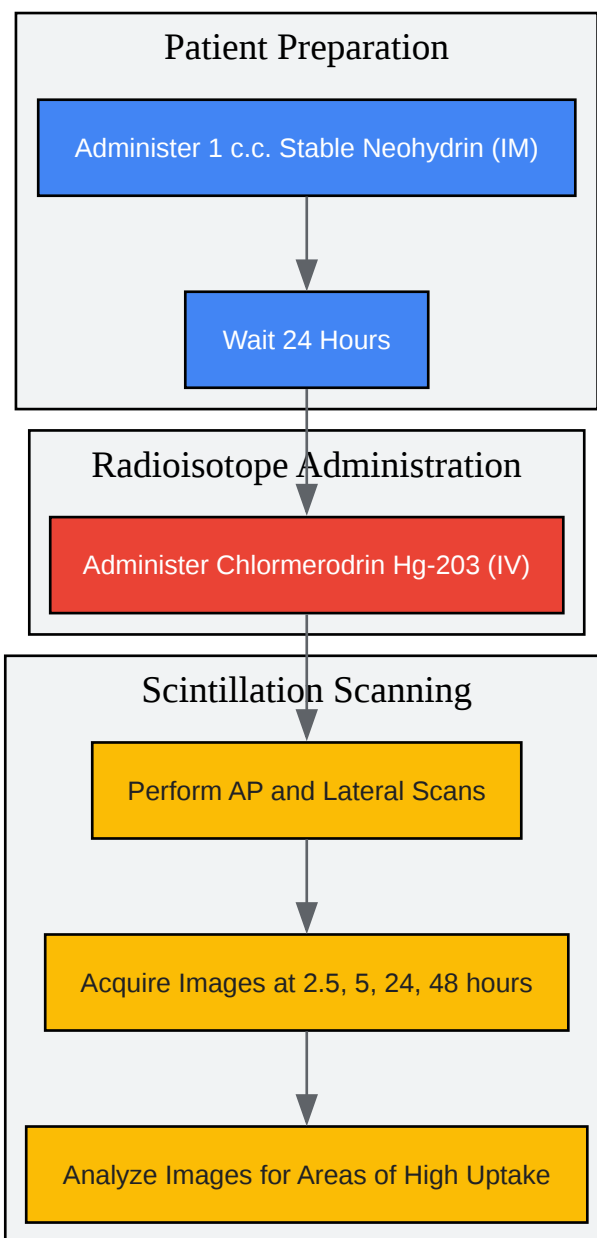 Patient Preparation
Administer 1 c.c. Stable Neohydrin (IM)
Wait 24 Hours
Radioisotope Administration
Administer Chlormerodrin Hg-203 (IV)
Scintillation Scanning
Perform AP and Lateral Scans
Acquire Images at 2.5, 5, 24, 48 hours
Analyze Images for Areas of High Uptake